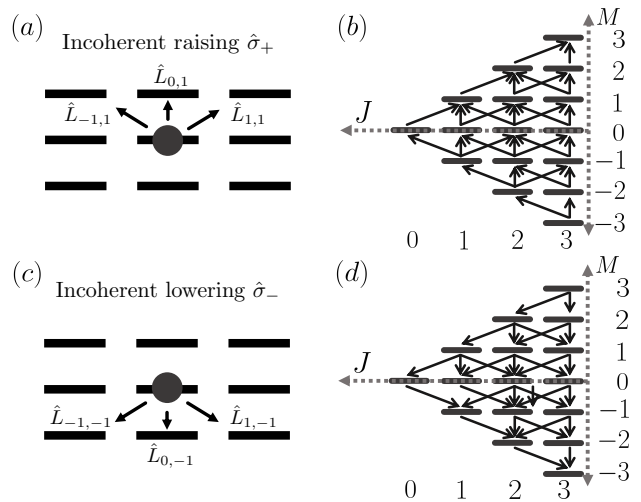 (a)
Incoherent raising σ̂₊
L̂₀,₁
L̂₋₁,₁
L̂₁,₁
(b)
M
3
2
1
J
0
−1
−2
−3
0 1 2 3
(c)
Incoherent lowering σ̂₋
L̂₋₁,₋₁
L̂₁,₋₁
L̂₀,₋₁
(d)
M
3
2
1
J
0
−1
−2
−3
0 1 2 3